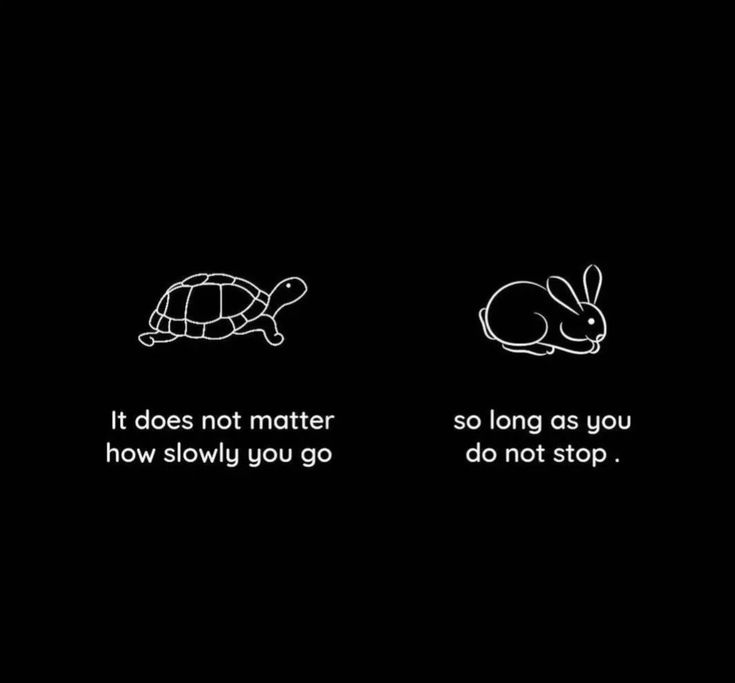 It does not matter
how slowly you go
so long as you
do not stop .